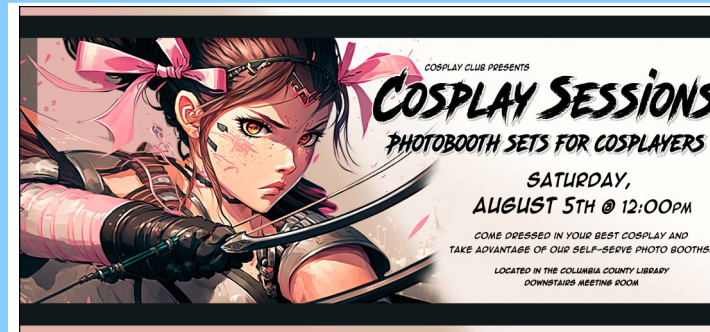 COSPLAY CLUB PRESENTS
COSPLAY SESSIONS
PHOTOBOOTH SETS FOR COSPLAYERS
SATURDAY,
AUGUST 5TH @ 12:00PM
COME DRESSED IN YOUR BEST COSPLAY AND
TAKE ADVANTAGE OF OUR SELF-SERVE PHOTO BOOTHS.
LOCATED IN THE COLUMBIA COUNTY LIBRARY
DOWNSTAIRS MEETING ROOM